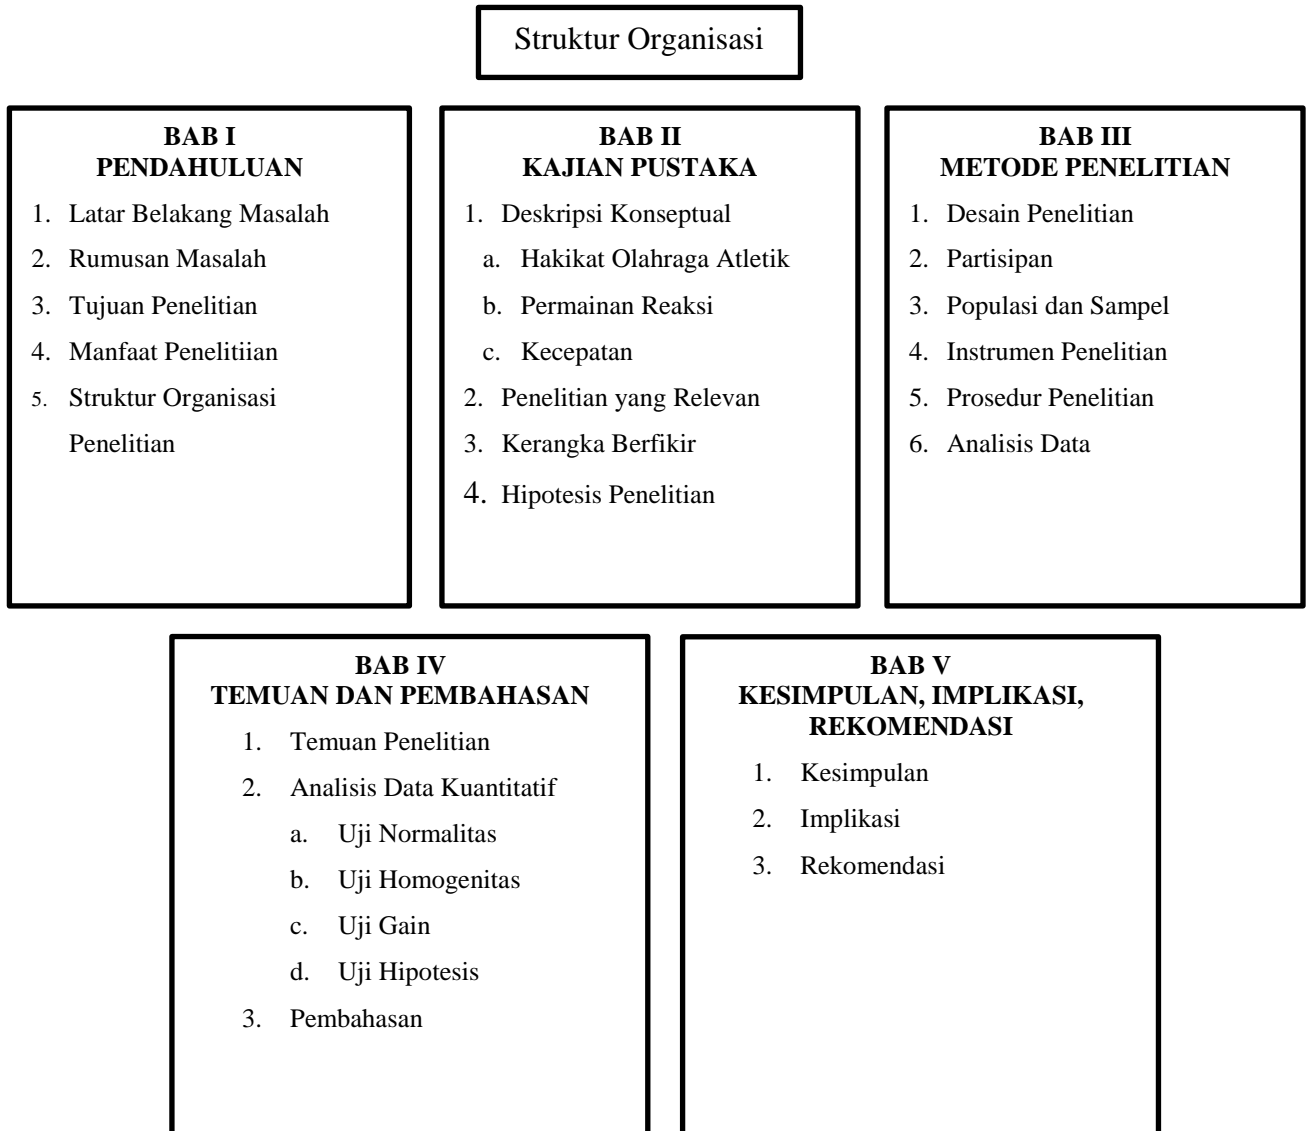 Struktur Organisasi
BAB I
PENDAHULUAN
1. Latar Belakang Masalah
2. Rumusan Masalah
3. Tujuan Penelitian
4. Manfaat Penelitiian
5. Struktur Organisasi
Penelitian
BAB II
KAJIAN PUSTAKA
1. Deskripsi Konseptual
a. Hakikat Olahraga Atletik
b. Permainan Reaksi
c. Kecepatan
2. Penelitian yang Relevan
3. Kerangka Berfikir
4. Hipotesis Penelitian
BAB III
METODE PENELITIAN
1. Desain Penelitian
2. Partisipan
3. Populasi dan Sampel
4. Instrumen Penelitian
5. Prosedur Penelitian
6. Analisis Data
BAB IV
TEMUAN DAN PEMBAHASAN
1. Temuan Penelitian
2. Analisis Data Kuantitatif
a. Uji Normalitas
b. Uji Homogenitas
c. Uji Gain
d. Uji Hipotesis
3. Pembahasan
BAB V
KESIMPULAN, IMPLIKASI,
REKOMENDASI
1. Kesimpulan
2. Implikasi
3. Rekomendasi